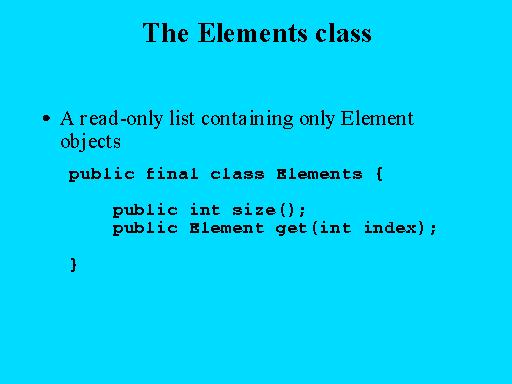 The Elements class
• A read-only list containing only Element
objects
public final class Elements {
public int size();
public Element get(int index);
}